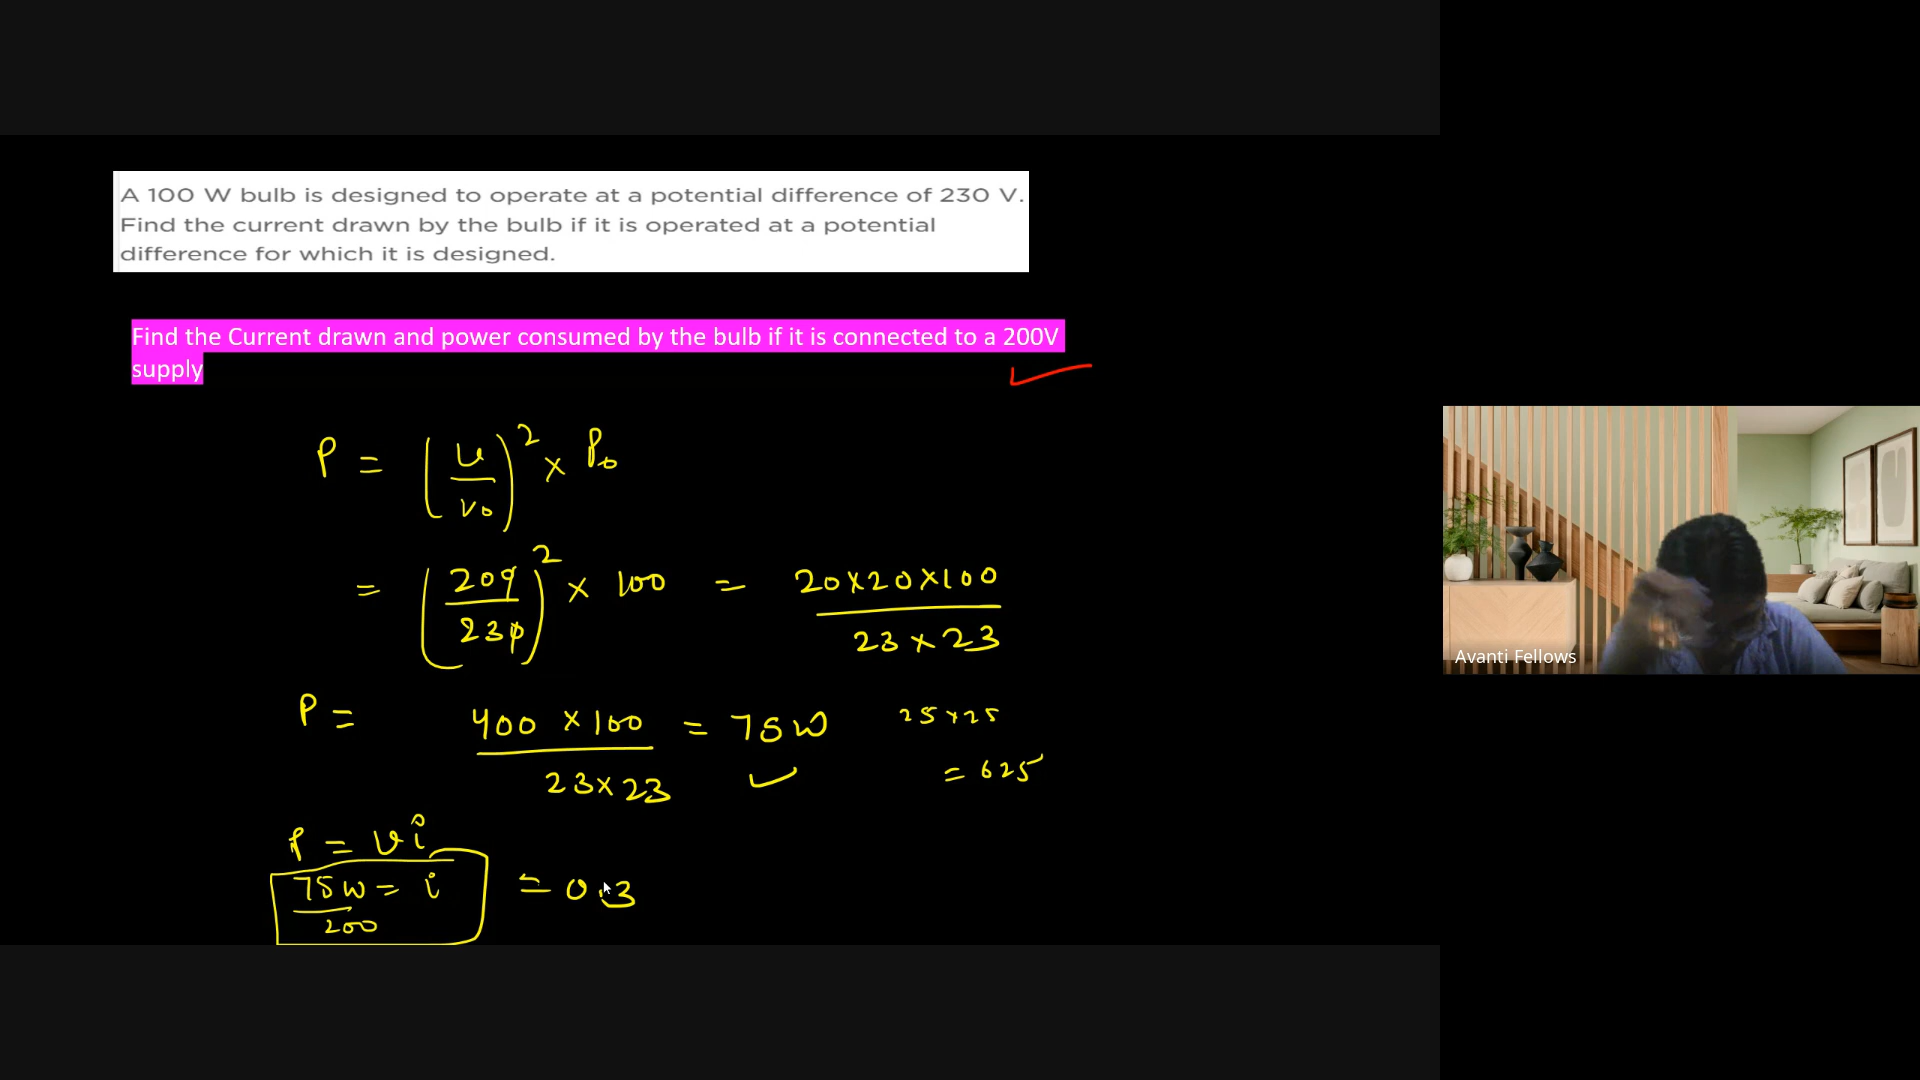 A 100 W bulb is designed to operate at a potential difference of 230 V.
Find the current drawn by the bulb if it is operated at a potential
difference for which it is designed.
Find the Current drawn and power consumed by the bulb if it is connected to a 200V
supply
P = (v/v₀)² × P₀
= (200/230)² × 100 = 20×20×100 / 23×23
P = 400 × 100 / 23×23 = 75W
25×25
= 625
P = Vi
75W/200 = i = 0.3
Avanti Fellows